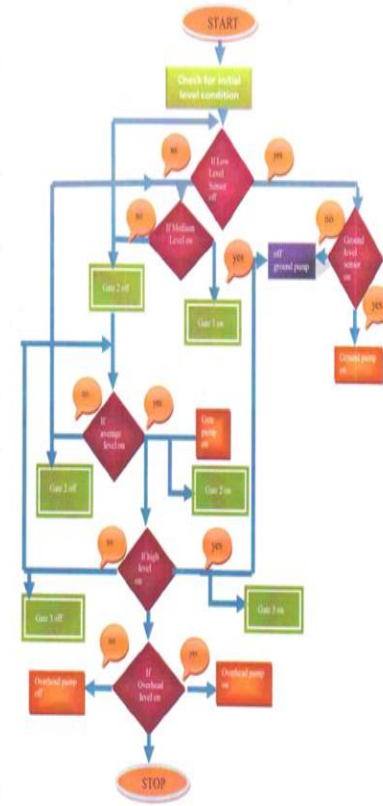 START
Check for initial
level condition
no
If Low
Level
Sensor
off
yes
no
If Medium
Level on
yes
off
ground pump
no
Ground
level
sensor
on
yes
Gate 2 off
Gate 1 on
Ground pump
on
no
If
average
level on
yes
Gate
pump
on
Gate 2 off
Gate 2 on
no
If high
level
on
yes
Gate 3 off
Gate 3 on
no
If
Overhead
level on
yes
Overhead pump
off
Overhead pump
on
STOP